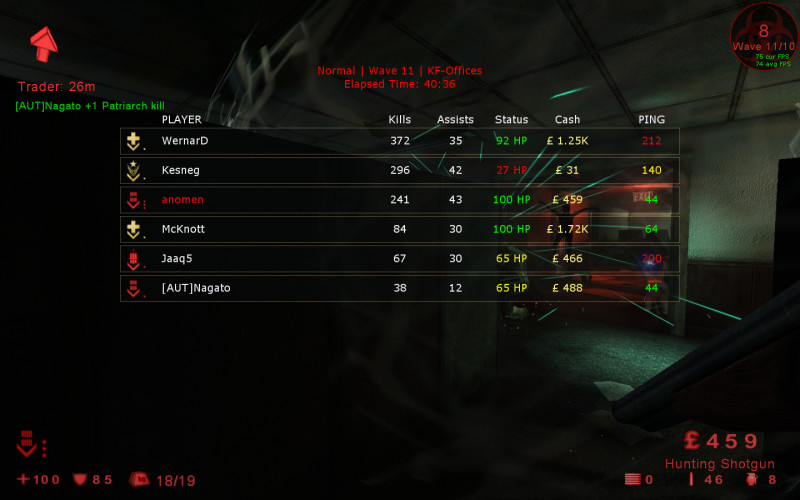 8
Wave 11/10
75 cur FPS
74 avg FPS
Normal | Wave 11 | KF-Offices
Elapsed Time: 40:36
Trader: 26m
[AUT]Nagato +1 Patriarch kill
PLAYER Kills Assists Status Cash PING
WernarD 372 35 92 HP £ 1.25K 212
Kesneg 296 42 27 HP £ 31 140
anomen 241 43 100 HP £ 459 44
McKnott 84 30 100 HP £ 1.72K 64
Jaaq5 67 30 65 HP £ 466 200
[AUT]Nagato 38 12 65 HP £ 488 44
EXIT
£459
Hunting Shotgun
100 85 18/19 0 46 8